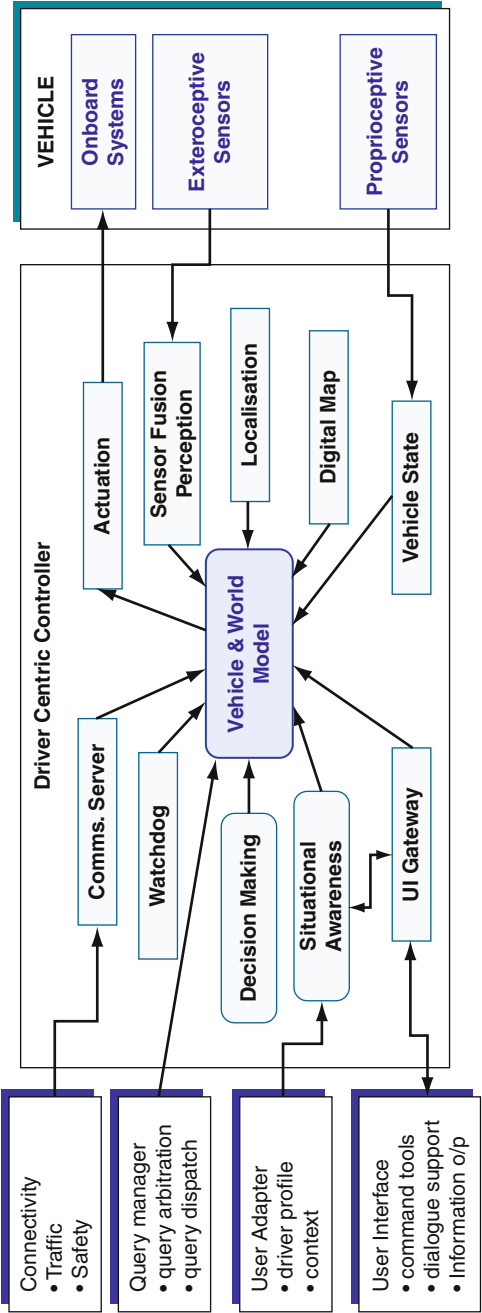 Connectivity
• Traffic
• Safety
Query manager
• query arbitration
• query dispatch
User Adapter
• driver profile
• context
User Interface
• command tools
• dialogue support
• Information o/p
Driver Centric Controller
Comms. Server
Watchdog
Decision Making
Situational
Awareness
UI Gateway
Vehicle & World
Model
Actuation
Sensor Fusion
Perception
Localisation
Digital Map
Vehicle State
VEHICLE
Onboard
Systems
Exteroceptive
Sensors
Proprioceptive
Sensors